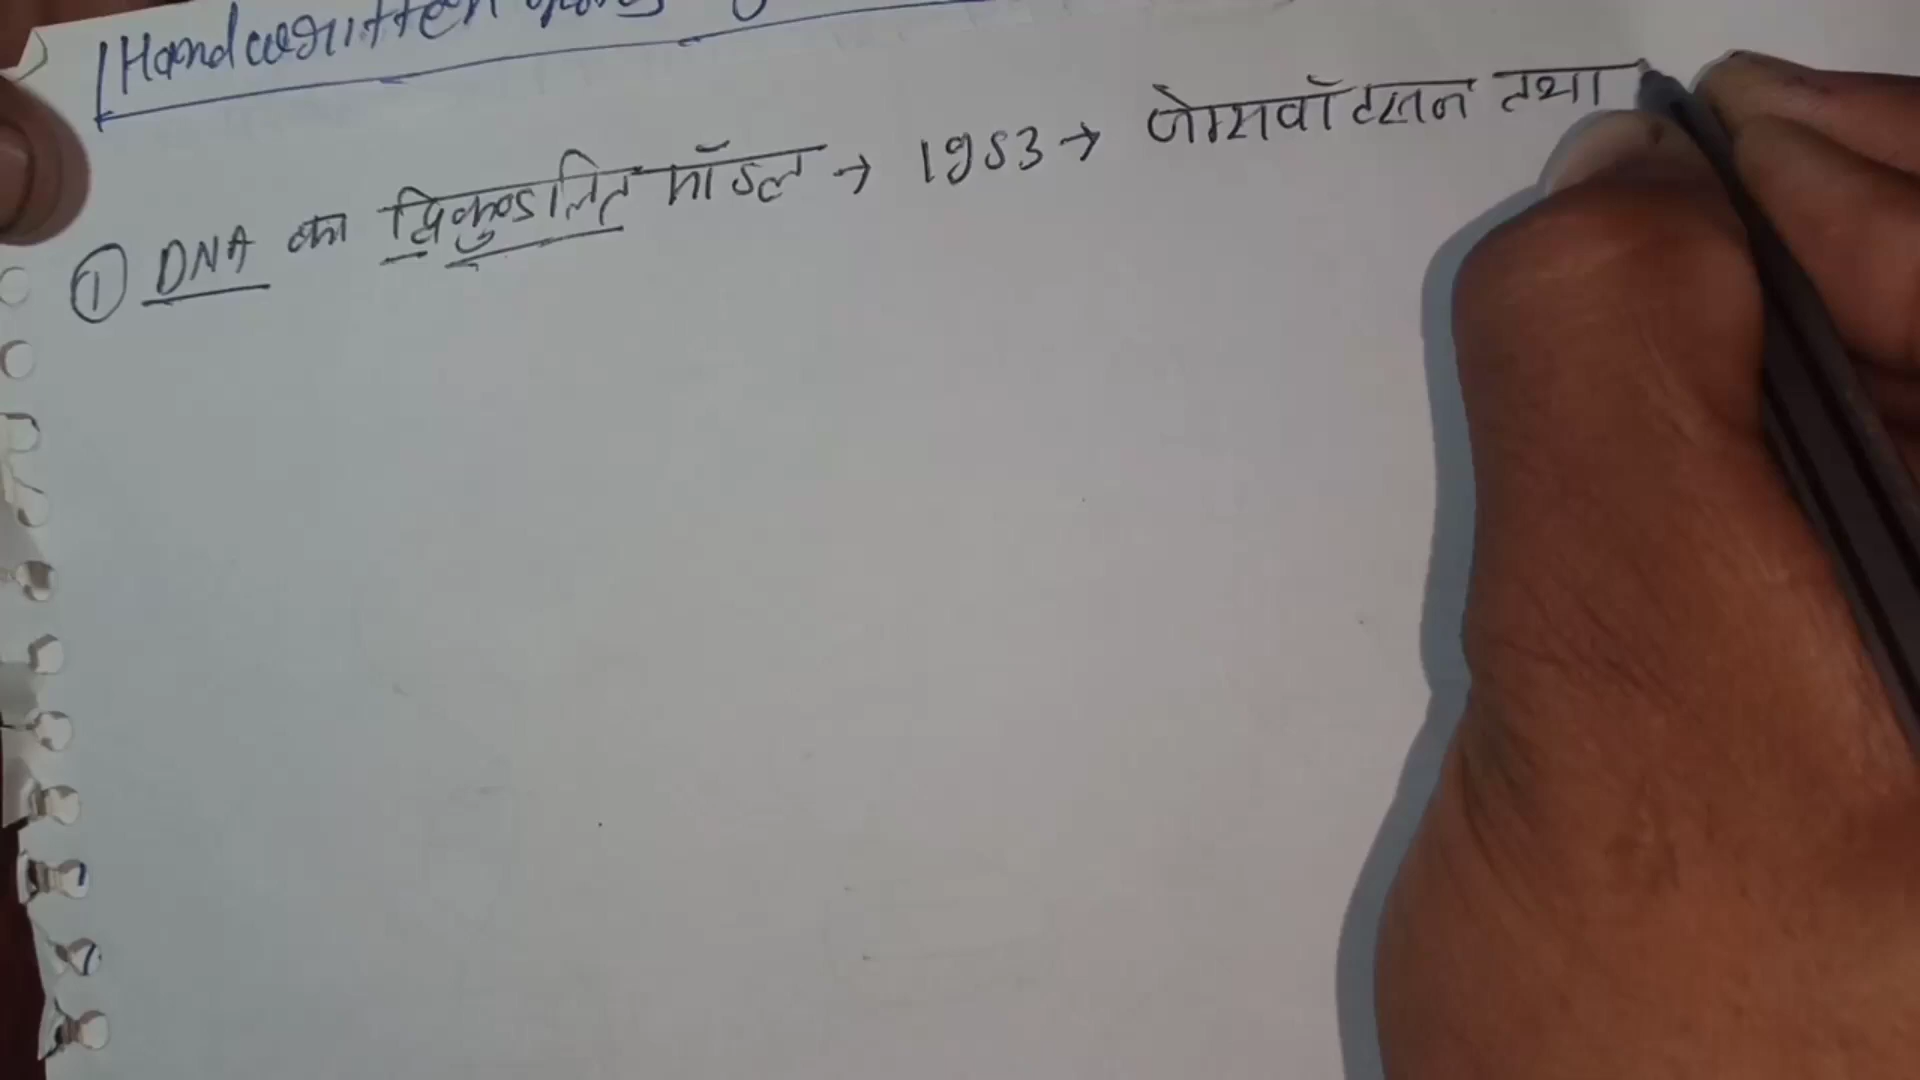 Handwritten
① DNA का द्विकुण्डलित मॉडल → 1953 → जेम्सवॉटसन तथा